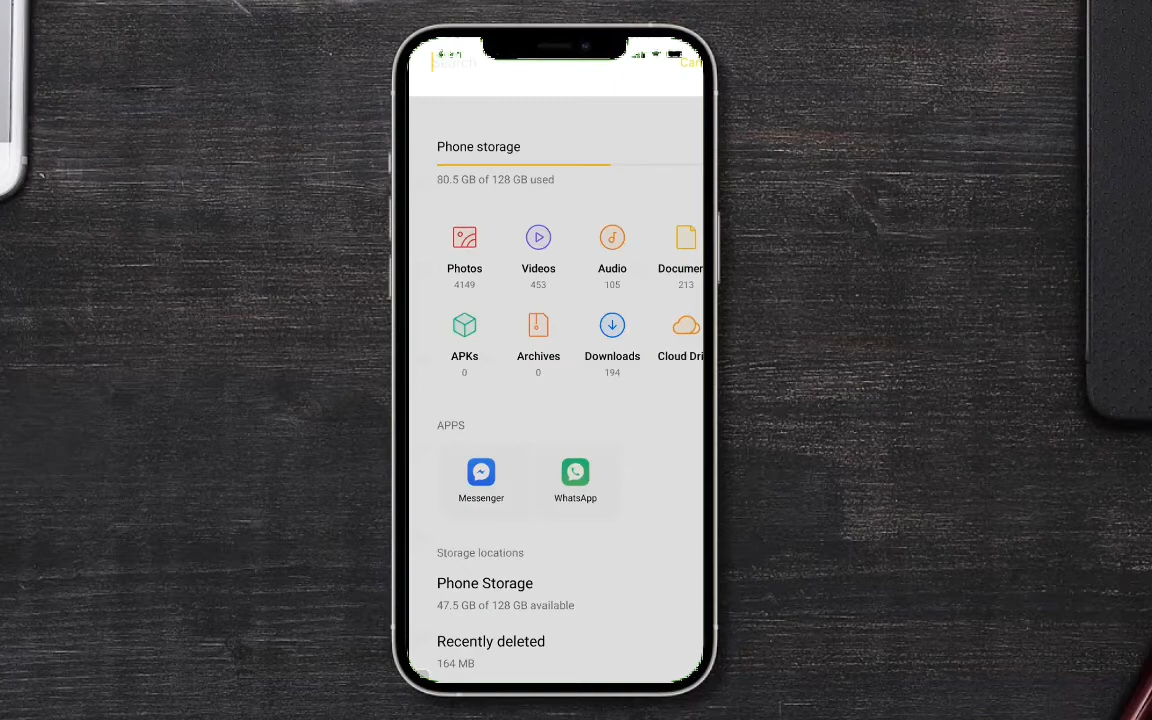 Search
Can
Phone storage
80.5 GB of 128 GB used
Photos Videos Audio Documen
4149 453 105 213
APKs Archives Downloads Cloud Dri
0 0 194
APPS
Messenger WhatsApp
Storage locations
Phone Storage
47.5 GB of 128 GB available
Recently deleted
164 MB